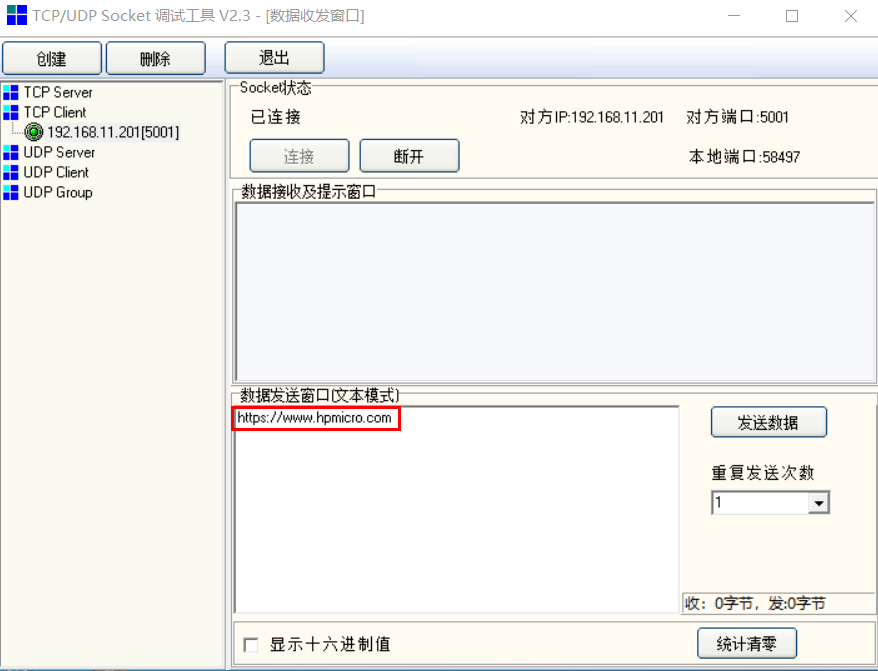 TCP/UDP Socket 调试工具 V2.3 - [数据收发窗口]
创建 删除 退出
TCP Server
TCP Client
192.168.11.201[5001]
UDP Server
UDP Client
UDP Group
Socket状态
已连接 对方IP:192.168.11.201 对方端口:5001
连接 断开 本地端口:58497
数据接收及提示窗口
数据发送窗口(文本模式)
https://www.hpmicro.com
发送数据
重复发送次数
1
收：0字节，发:0字节
显示十六进制值 统计清零